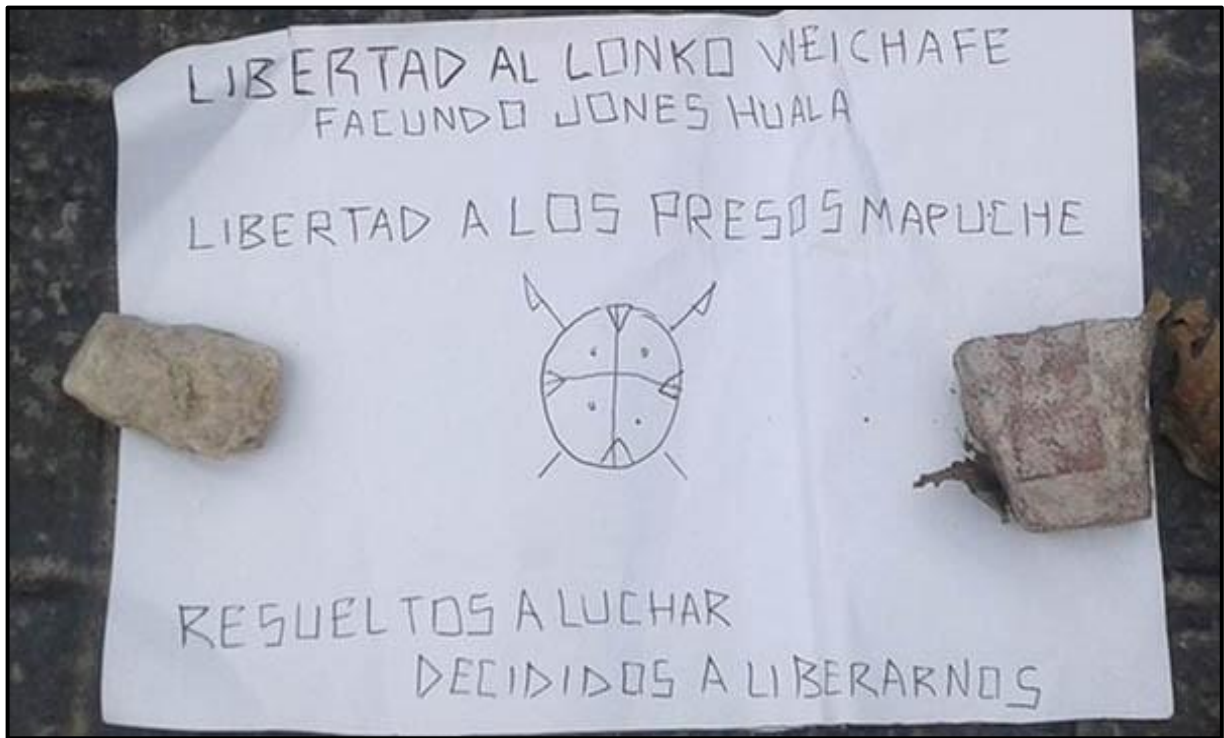 LIBERTAD AL LONKO WEICHAFE
FACUNDO JONES HUALA
LIBERTAD A LOS PRESOS MAPUCHE
RESUELTOS A LUCHAR
DECIDIDOS A LIBERARNOS